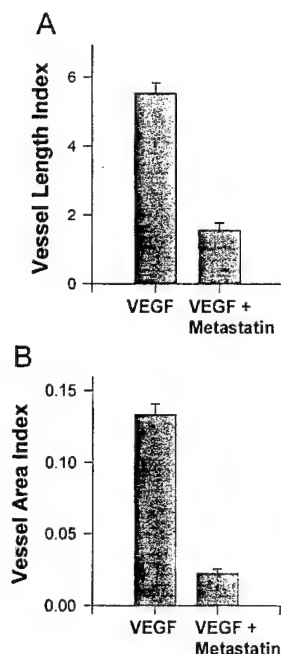 A
Vessel Length Index
6
4
2
0
VEGF
VEGF +
Metastatin
B
Vessel Area Index
0.15
0.10
0.05
0.00
VEGF
VEGF +
Metastatin